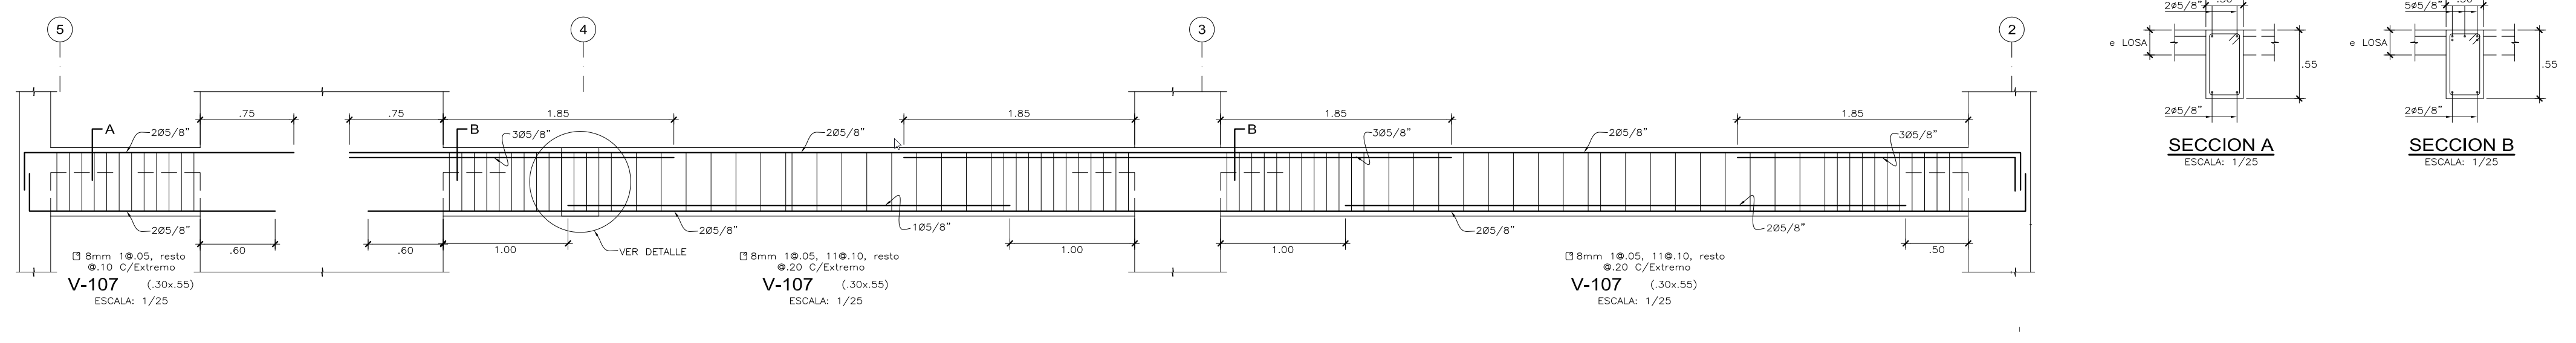 5
4
3
2
.75
.75
1.85
1.85
1.85
1.85
A
2Ø5/8"
B
3Ø5/8"
2Ø5/8"
B
3Ø5/8"
2Ø5/8"
3Ø5/8"
2Ø5/8"
2Ø5/8"
1Ø5/8"
2Ø5/8"
2Ø5/8"
.60
.60
1.00
VER DETALLE
1.00
1.00
.50
8mm 1@.05, resto
@.10 C/Extremo
V-107 (.30x.55)
ESCALA: 1/25
8mm 1@.05, 11@.10, resto
@.20 C/Extremo
V-107 (.30x.55)
ESCALA: 1/25
8mm 1@.05, 11@.10, resto
@.20 C/Extremo
V-107 (.30x.55)
ESCALA: 1/25
2ø5/8"
e LOSA
.55
2ø5/8"
SECCION A
ESCALA: 1/25
5ø5/8"
e LOSA
.55
2ø5/8"
SECCION B
ESCALA: 1/25